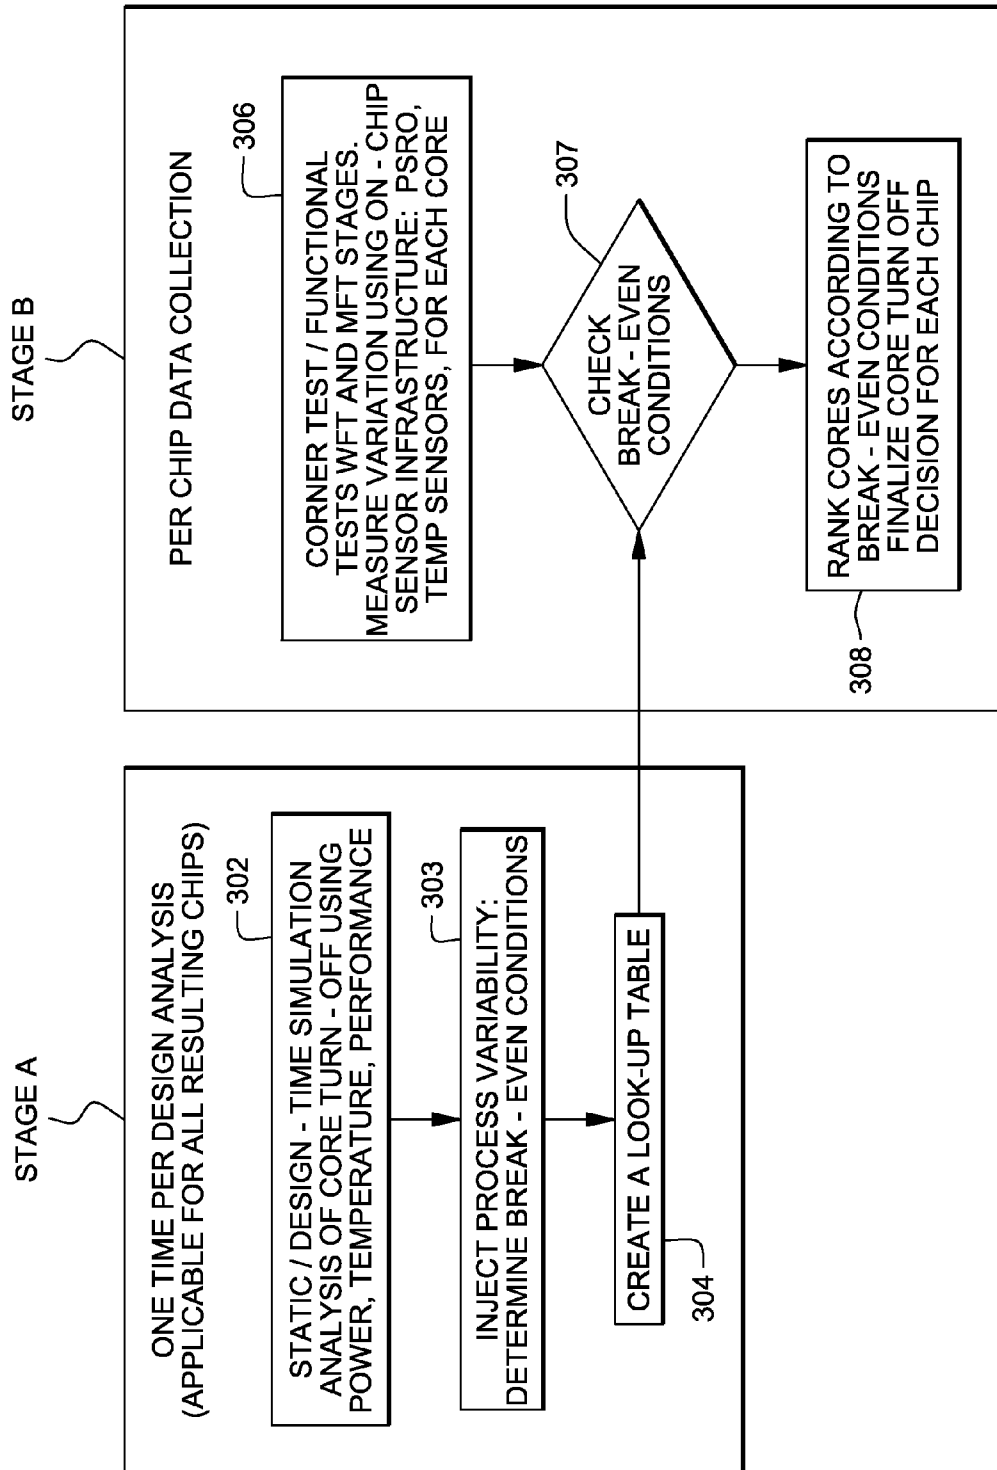 STAGE A
ONE TIME PER DESIGN ANALYSIS
(APPLICABLE FOR ALL RESULTING CHIPS)
302
STATIC / DESIGN - TIME SIMULATION
ANALYSIS OF CORE TURN - OFF USING
POWER, TEMPERATURE, PERFORMANCE
303
INJECT PROCESS VARIABILITY:
DETERMINE BREAK - EVEN CONDITIONS
CREATE A LOOK-UP TABLE
304
STAGE B
PER CHIP DATA COLLECTION
306
CORNER TEST / FUNCTIONAL
TESTS WFT AND MFT STAGES.
MEASURE VARIATION USING ON - CHIP
SENSOR INFRASTRUCTURE: PSRO,
TEMP SENSORS, FOR EACH CORE
307
CHECK
BREAK - EVEN
CONDITIONS
RANK CORES ACCORDING TO
BREAK - EVEN CONDITIONS
FINALIZE CORE TURN OFF
DECISION FOR EACH CHIP
308